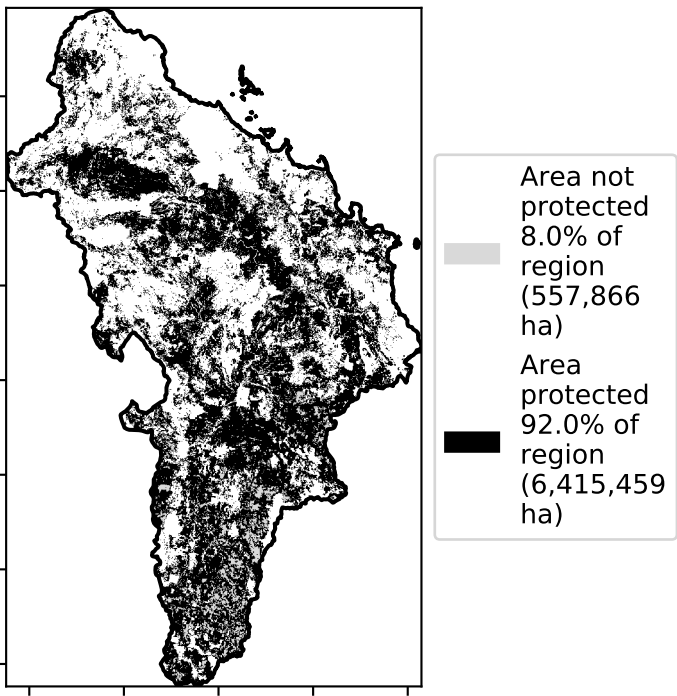 Area not
protected
8.0% of
region
(557,866
ha)
Area
protected
92.0% of
region
(6,415,459
ha)